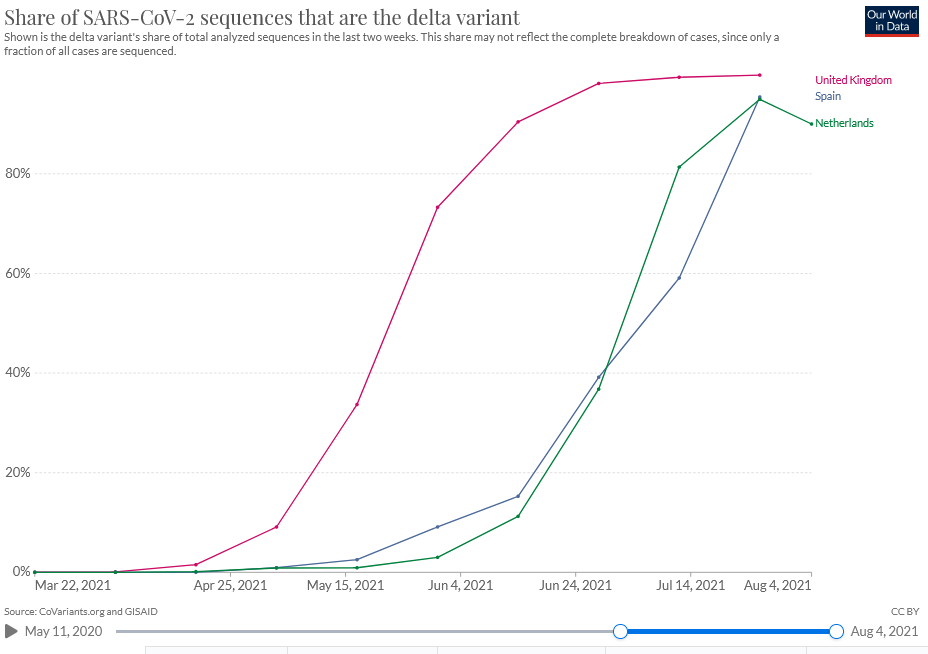 Share of SARS-CoV-2 sequences that are the delta variant
Our World
in Data
Shown is the delta variant's share of total analyzed sequences in the last two weeks. This share may not reflect the complete breakdown of cases, since only a
fraction of all cases are sequenced.
United Kingdom
Spain
Netherlands
80%
60%
40%
20%
0%
Mar 22, 2021 Apr 25, 2021 May 15, 2021 Jun 4, 2021 Jun 24, 2021 Jul 14, 2021 Aug 4, 2021
Source: CoVariants.org and GISAID CC BY
May 11, 2020 Aug 4, 2021